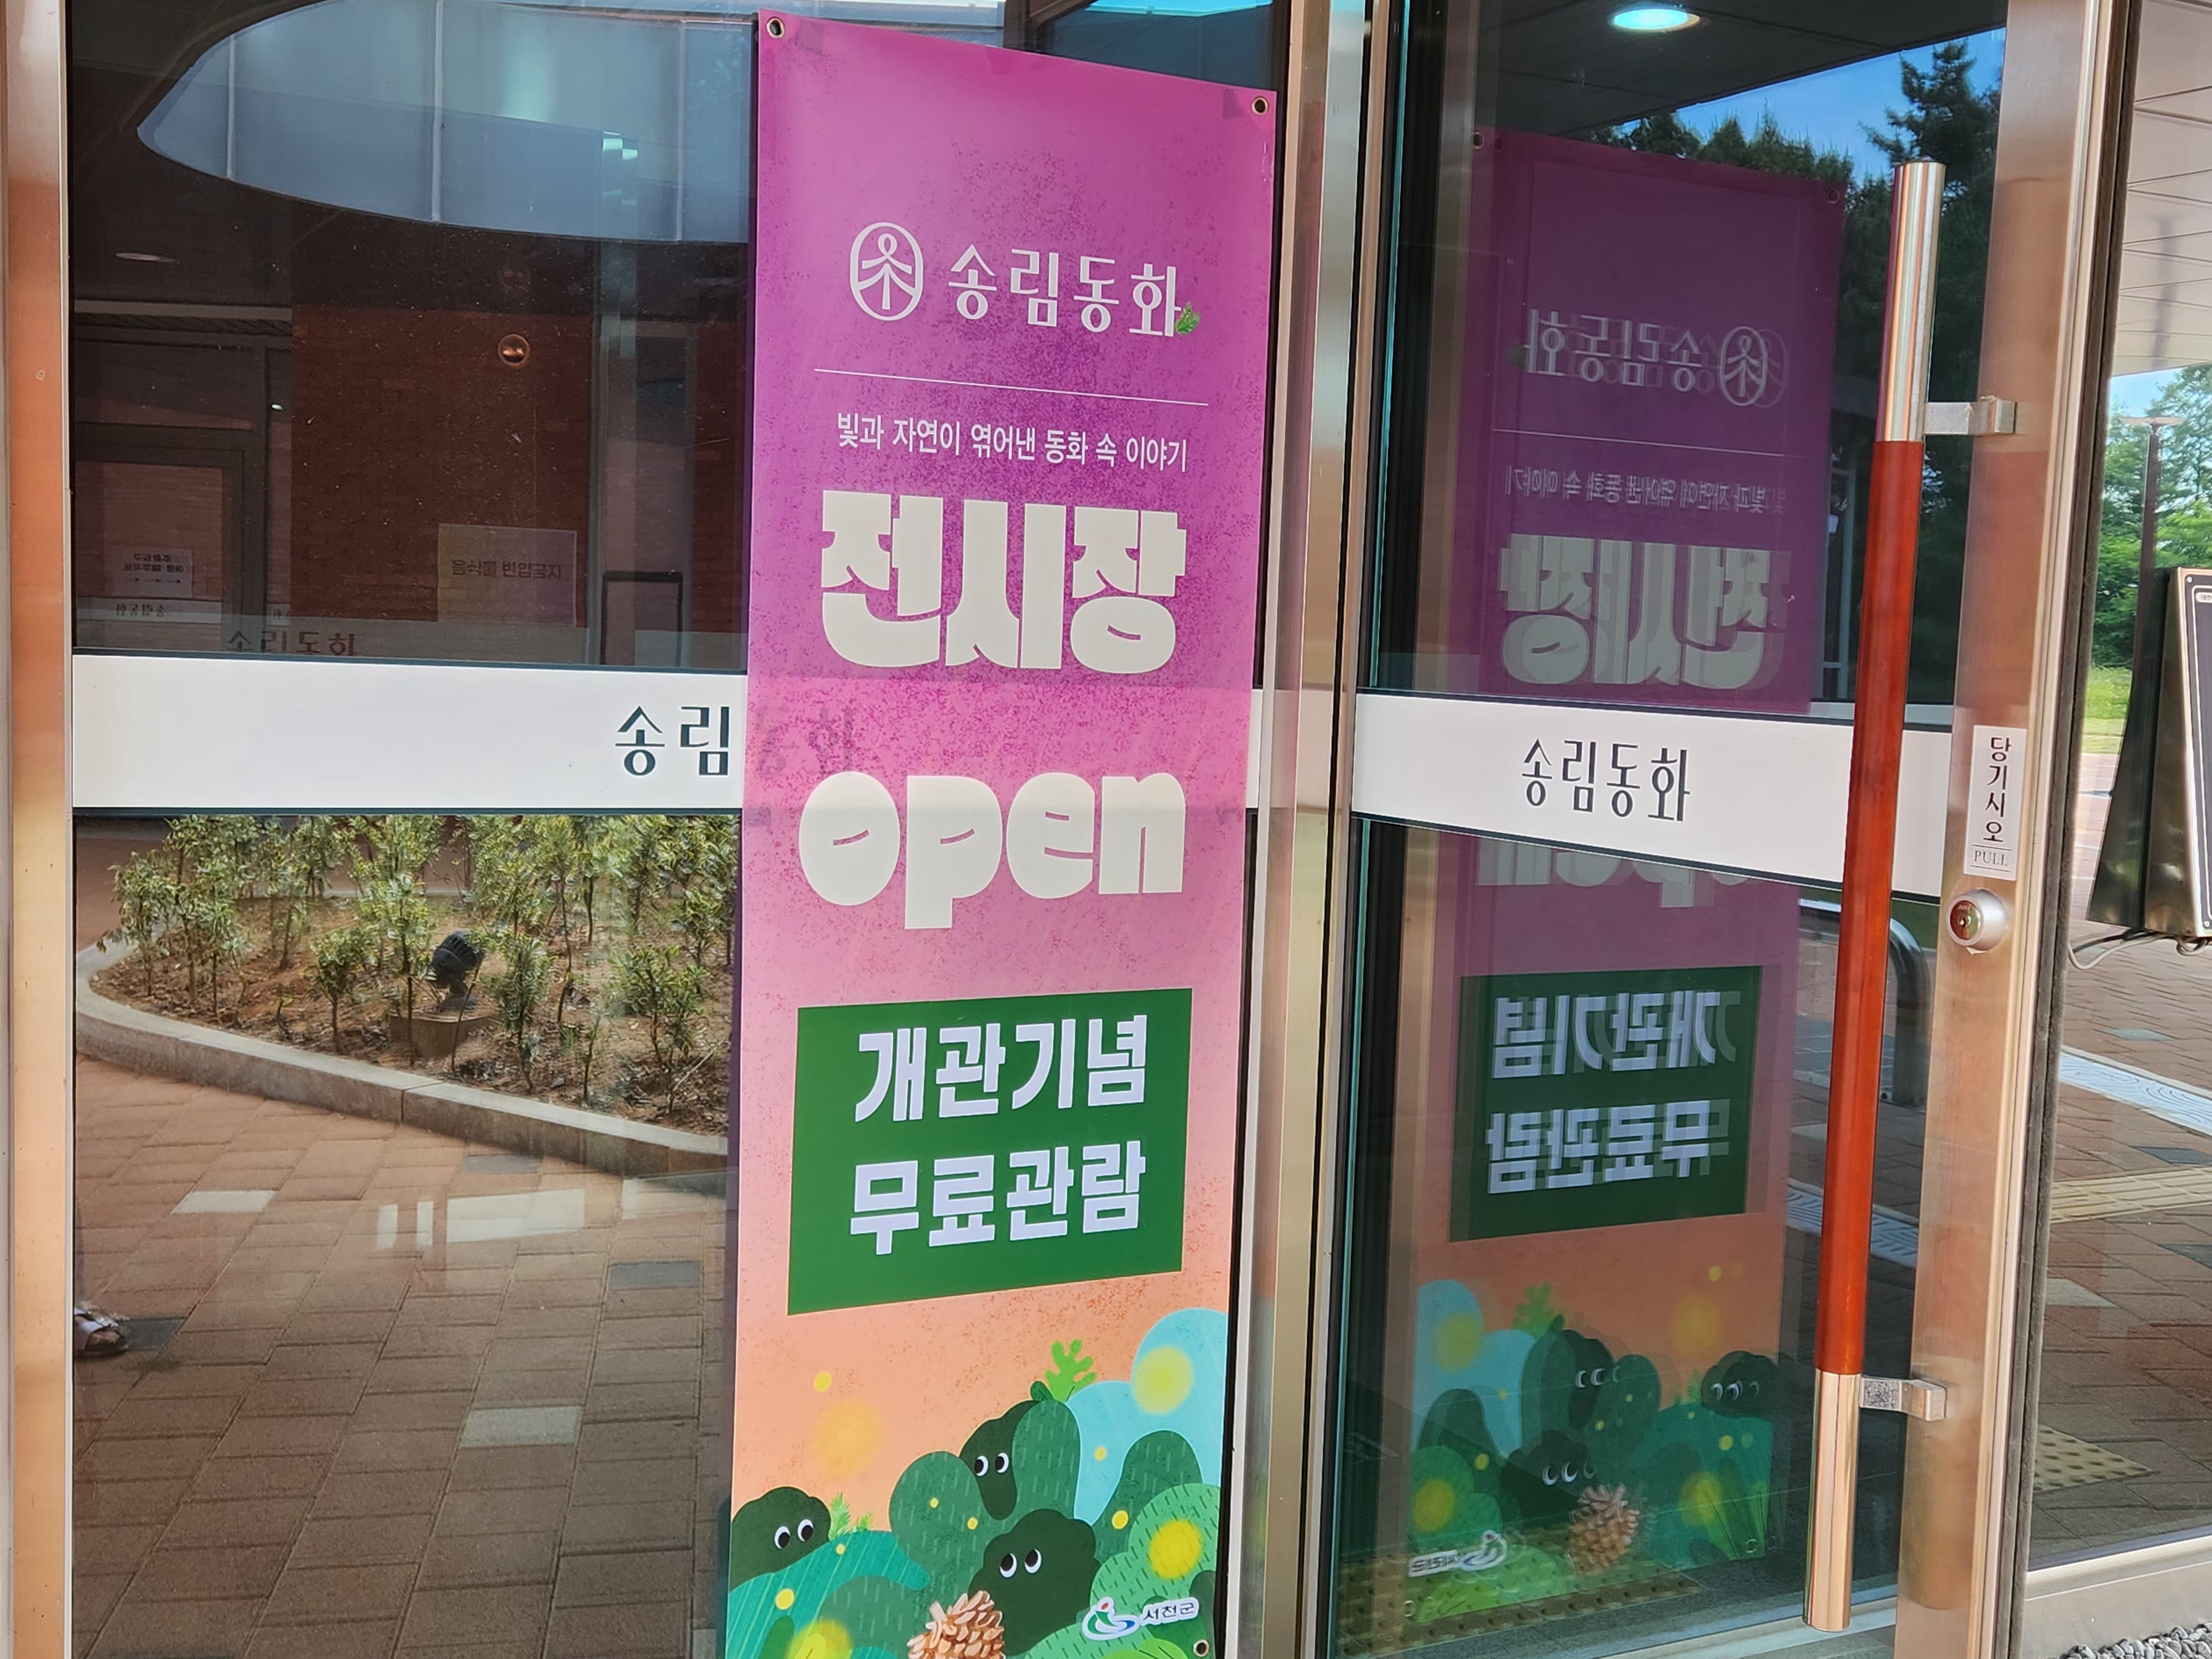 송림동화
빛과 자연이 엮어낸 동화 속 이야기
전시장
open
개관기념
무료관람
서천군
송림동화
송림동화
당기시오
PULL
음식물 반입금지